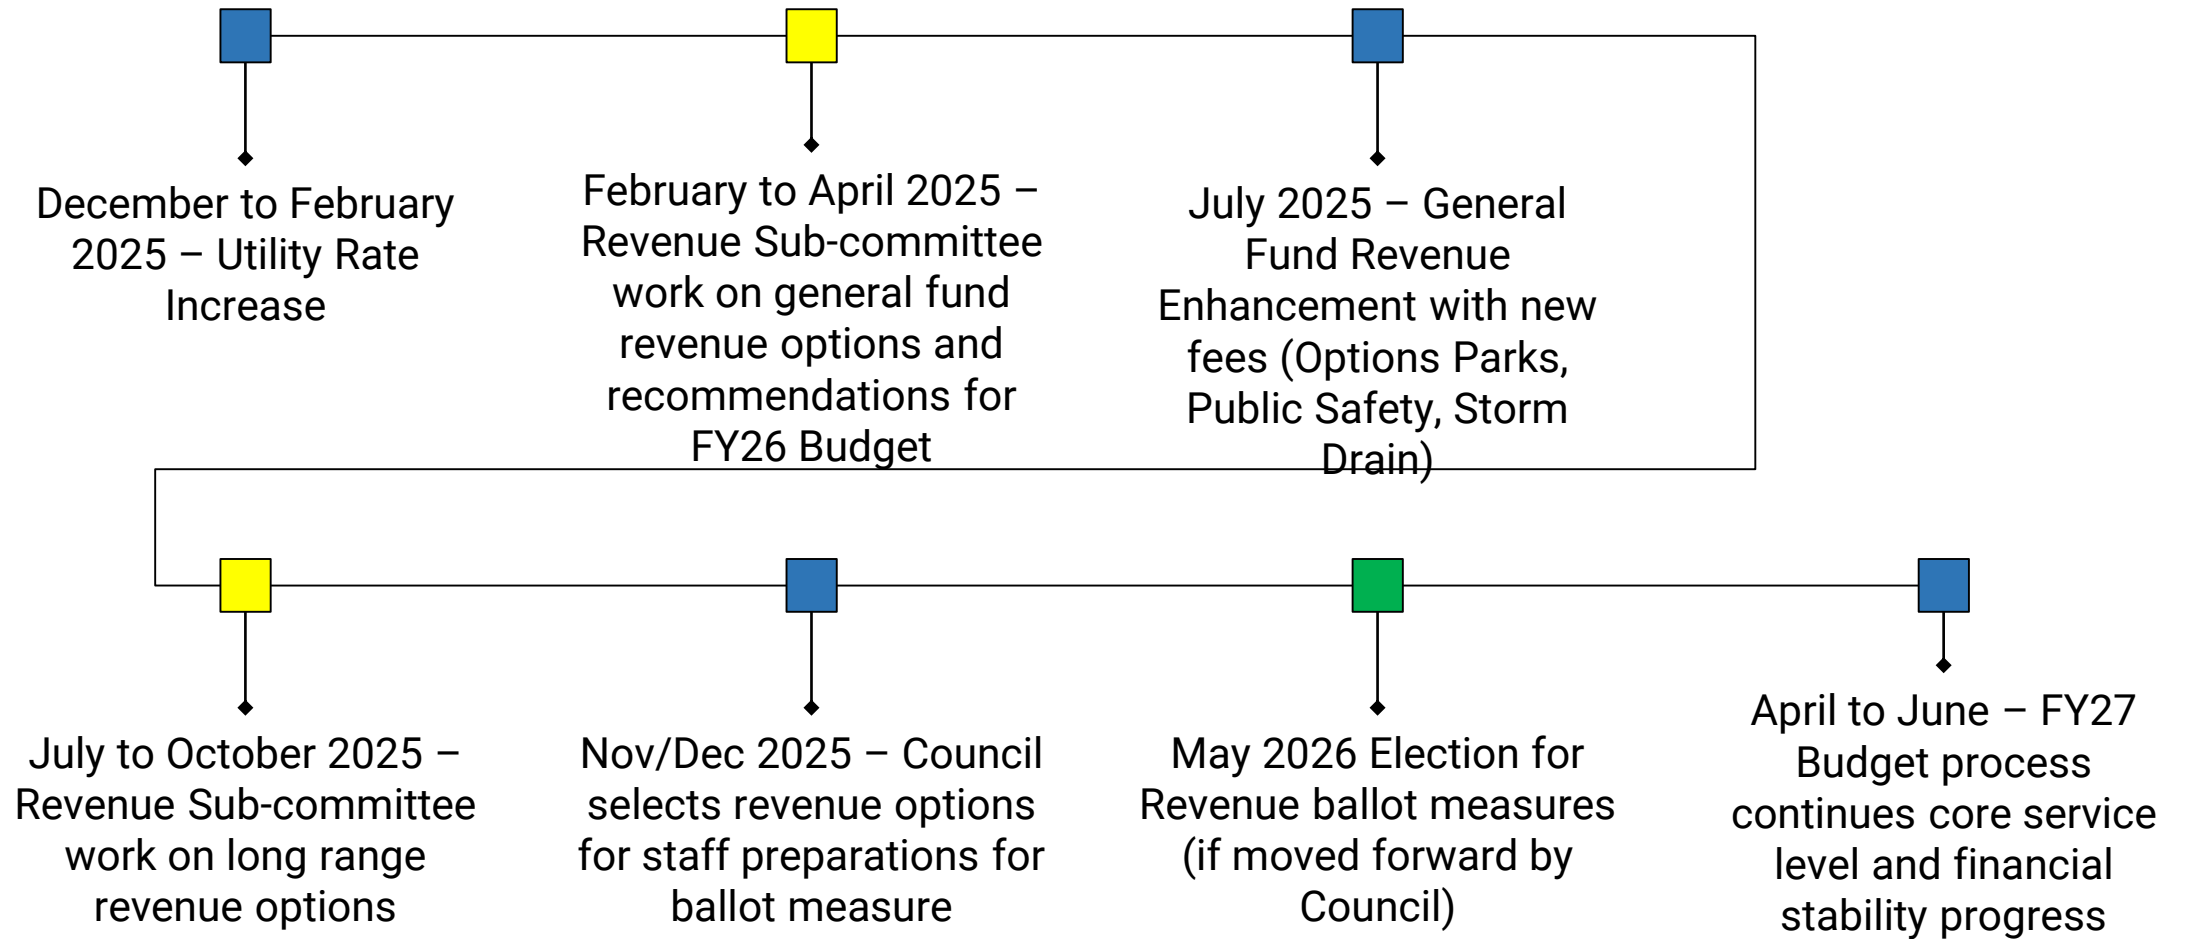 December to February
2025 – Utility Rate
Increase
February to April 2025 –
Revenue Sub-committee
work on general fund
revenue options and
recommendations for
FY26 Budget
July 2025 – General
Fund Revenue
Enhancement with new
fees (Options Parks,
Public Safety, Storm
Drain)
July to October 2025 –
Revenue Sub-committee
work on long range
revenue options
Nov/Dec 2025 – Council
selects revenue options
for staff preparations for
ballot measure
May 2026 Election for
Revenue ballot measures
(if moved forward by
Council)
April to June – FY27
Budget process
continues core service
level and financial
stability progress